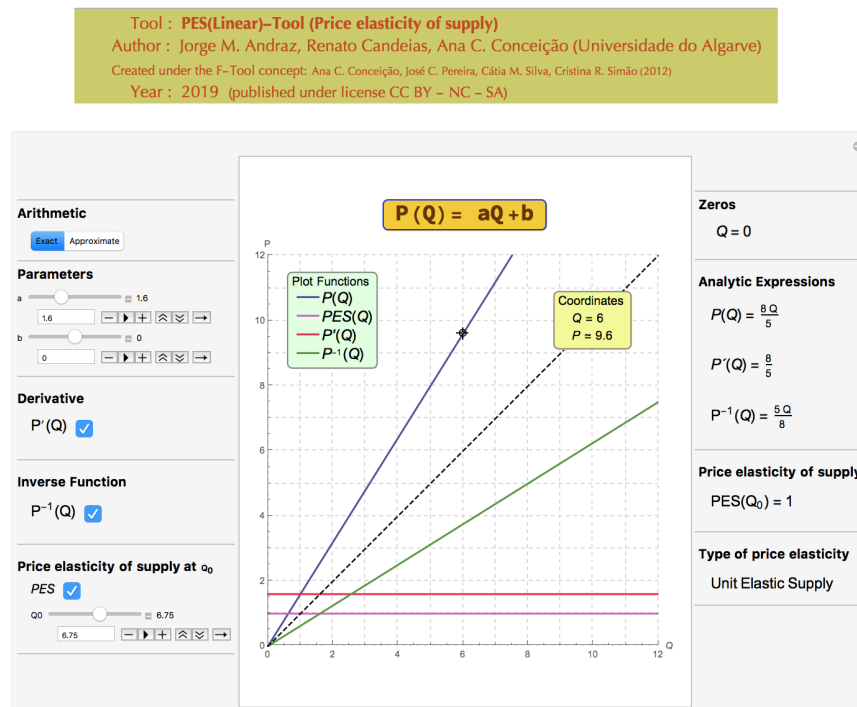 Tool : PES(Linear)–Tool (Price elasticity of supply)
Author : Jorge M. Andraz, Renato Candeias, Ana C. Conceição (Universidade do Algarve)
Created under the F–Tool concept: Ana C. Conceição, José C. Pereira, Cátia M. Silva, Cristina R. Simão (2012)
Year : 2019 (published under license CC BY – NC – SA)
Arithmetic
Exact Approximate
Parameters
a 1.6
1.6
b 0
0
Derivative
P′(Q)
Inverse Function
P⁻¹(Q)
Price elasticity of supply at Q₀
PES
Q0 6.75
6.75
P(Q) = aQ+b
P
12
10
8
6
4
2
0
0 2 4 6 8 10 12
Q
Plot Functions
P(Q)
PES(Q)
P′(Q)
P⁻¹(Q)
Coordinates
Q = 6
P = 9.6
Zeros
Q = 0
Analytic Expressions
P(Q) = 8 Q / 5
P′(Q) = 8 / 5
P⁻¹(Q) = 5 Q / 8
Price elasticity of supply
PES(Q₀) = 1
Type of price elasticity
Unit Elastic Supply